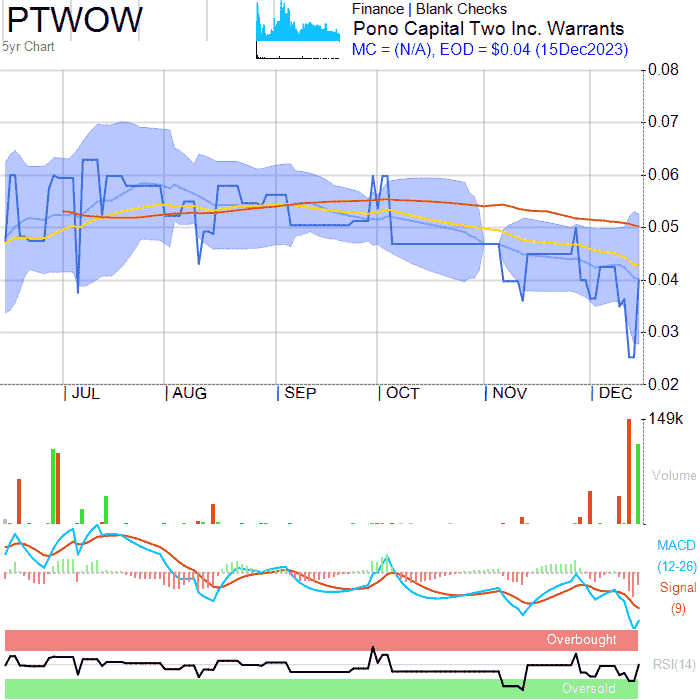 PTWOW
5yr Chart
Finance | Blank Checks
Pono Capital Two Inc. Warrants
MC = (N/A), EOD = $0.04 (15Dec2023)
0.08
0.07
0.06
0.05
0.04
0.03
0.02
JUL AUG SEP OCT NOV DEC
149k
Volume
MACD
(12-26)
Signal
(9)
Overbought
RSI(14)
Oversold